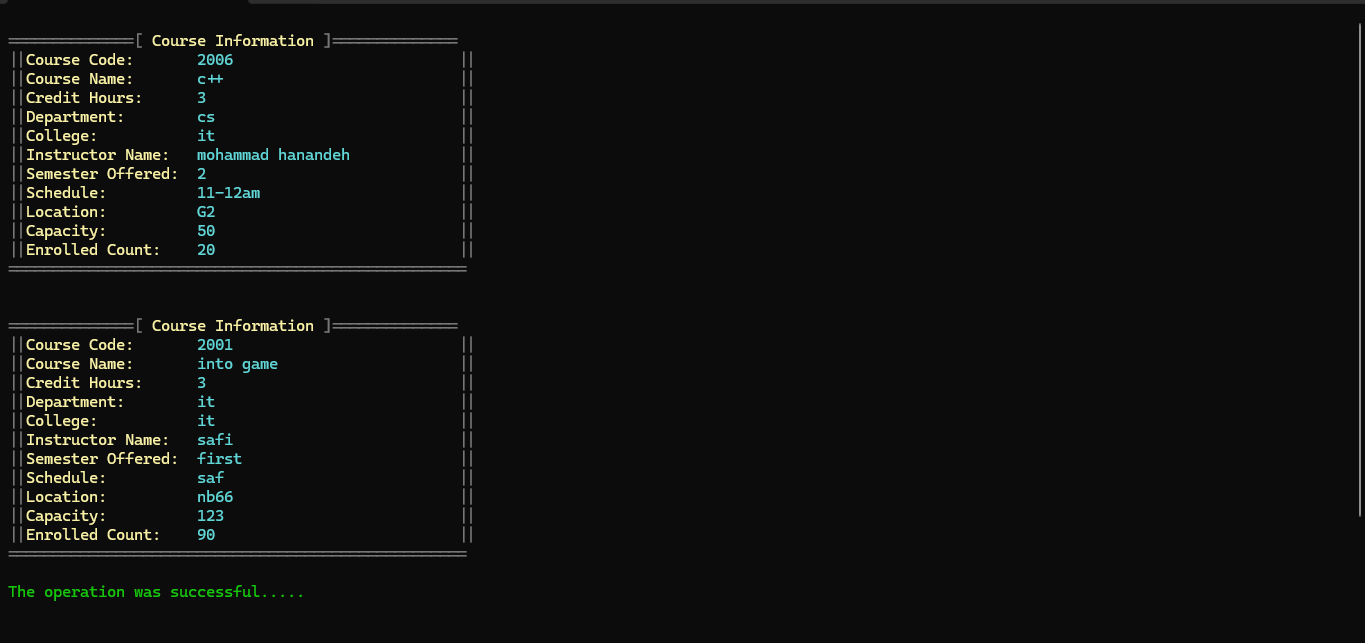 ==============[ Course Information ]==============
||Course Code:       2006                         ||
||Course Name:       c++                          ||
||Credit Hours:      3                            ||
||Department:        cs                           ||
||College:           it                           ||
||Instructor Name:   mohammad hanandeh            ||
||Semester Offered:  2                            ||
||Schedule:          11-12am                      ||
||Location:          G2                           ||
||Capacity:          50                           ||
||Enrolled Count:    20                           ||
===================================================
==============[ Course Information ]==============
||Course Code:       2001                         ||
||Course Name:       into game                    ||
||Credit Hours:      3                            ||
||Department:        it                           ||
||College:           it                           ||
||Instructor Name:   safi                         ||
||Semester Offered:  first                        ||
||Schedule:          saf                          ||
||Location:          nb66                         ||
||Capacity:          123                          ||
||Enrolled Count:    90                           ||
===================================================
The operation was successful.....